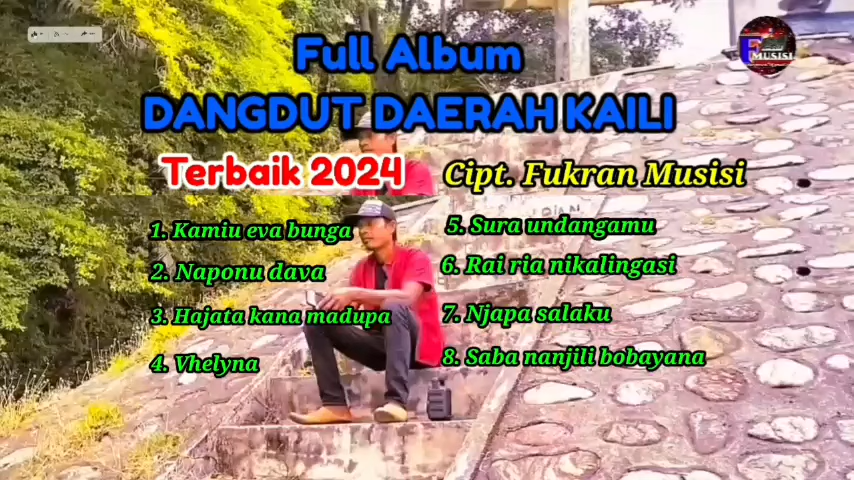 Full Album
DANGDUT DAERAH KAILI
Terbaik 2024
Cipt. Fukran Musisi
1. Kamiu eva bunga
2. Naponu dava
3. Hajata kana madupa
4. Vhelyna
5. Sura undangamu
6. Rai ria nikalingasi
7. Njapa salaku
8. Saba nanjili bobayana
MUSISI